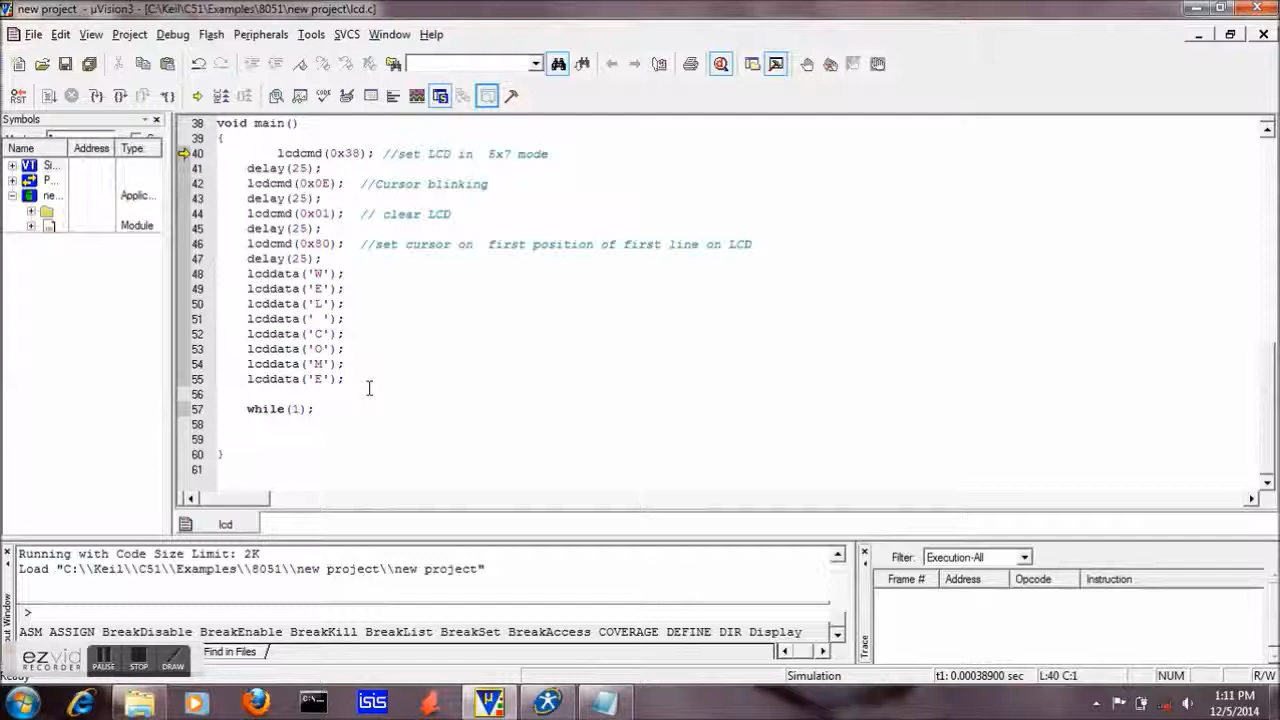 new project - µVision3 - [C:\Keil\C51\Examples\8051\new project\lcd.c]
File Edit View Project Debug Flash Peripherals Tools SVCS Window Help
RST
Symbols
Name Address Type
Si...
P...
ne... Applic...
Module
38 void main()
39 {
40 lcdcmd(0x38); //set LCD in 5x7 mode
41 delay(25);
42 lcdcmd(0x0E); //Cursor blinking
43 delay(25);
44 lcdcmd(0x01); // clear LCD
45 delay(25);
46 lcdcmd(0x80); //set cursor on first position of first line on LCD
47 delay(25);
48 lcddata('W');
49 lcddata('E');
50 lcddata('L');
51 lcddata(' ');
52 lcddata('C');
53 lcddata('O');
54 lcddata('M');
55 lcddata('E');
56
57 while(1);
58
59
60 }
61
lcd
Running with Code Size Limit: 2K
Load "C:\\Keil\\C51\\Examples\\8051\\new project\\new project"
>
ASM ASSIGN BreakDisable BreakEnable BreakKill BreakList BreakSet BreakAccess COVERAGE DEFINE DIR Display
Find in Files
Filter: Execution-All
Frame # Address Opcode Instruction
Trace
ezvid
RECORDER
PAUSE STOP DRAW
Simulation t1: 0.00038900 sec L:40 C:1 NUM R/W
isis
1:11 PM
12/5/2014